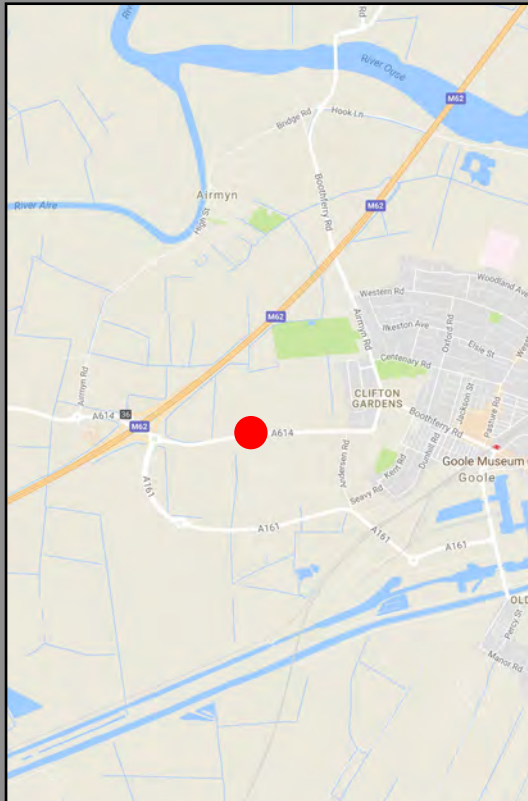 Rd
River Ouse
M62
Hook Ln
Bridge Rd
Airmyn
High St
River Aire
Boothferry Rd
M62
Woodland Ave
Western Rd
M62
Ilkeston Ave
Oxford Rd
Elsie St
Airmyn Rd
Centenary Rd
Airmyn Rd
CLIFTON
GARDENS
Jackson St
Pasture Rd
A614
36
M62
Boothferry Rd
A614
Dunhill Rd
Andersen Rd
Kent Rd
Goole Museum
Goole
Seavy Rd
A161
A161
A161
A161
OLD
Percy St
Manor Rd